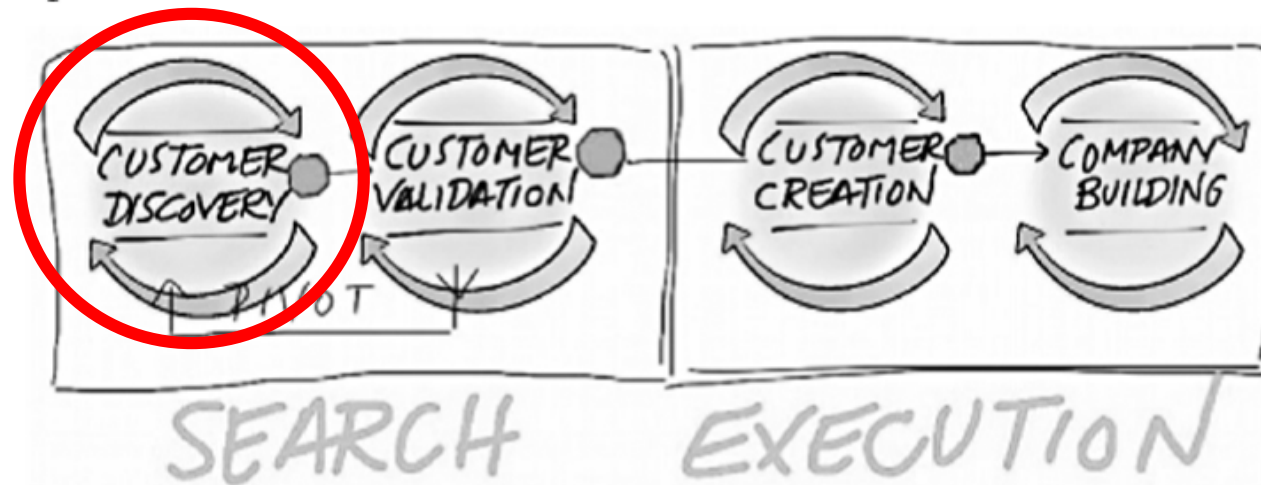 CUSTOMER
DISCOVERY
CUSTOMER
VALIDATION
CUSTOMER
CREATION
COMPANY
BUILDING
PIVOT
SEARCH
EXECUTION